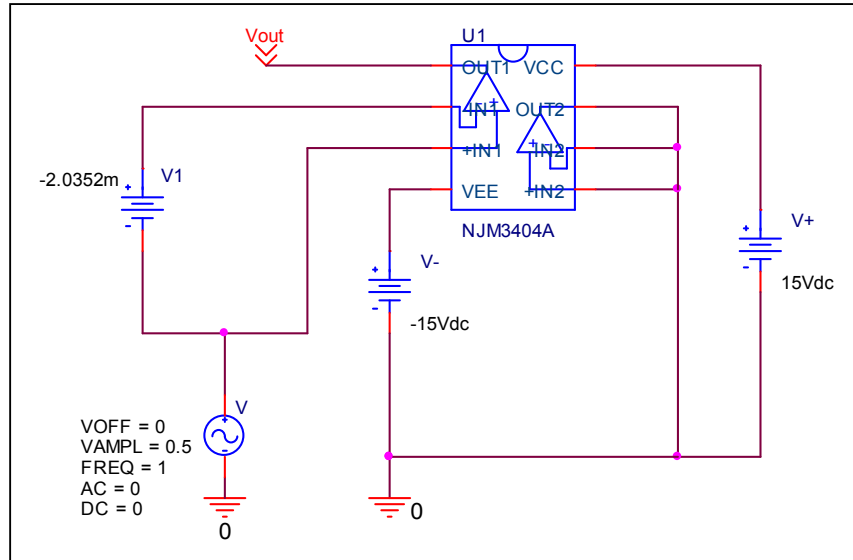 Vout
U1
OUT1 VCC
-IN1 OUT2
+IN1 -IN2
VEE +IN2
NJM3404A
-2.0352m
V1
V-
-15Vdc
V+
15Vdc
V
VOFF = 0
VAMPL = 0.5
FREQ = 1
AC = 0
DC = 0
0
0